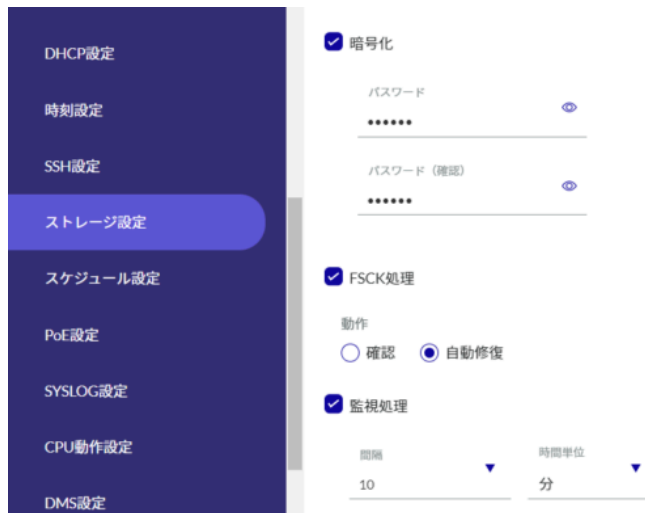 DHCP設定
時刻設定
SSH設定
ストレージ設定
スケジュール設定
PoE設定
SYSLOG設定
CPU動作設定
DMS設定
暗号化
パスワード
••••••
パスワード（確認）
••••••
FSCK処理
動作
確認 自動修復
監視処理
間隔 時間単位
10 分